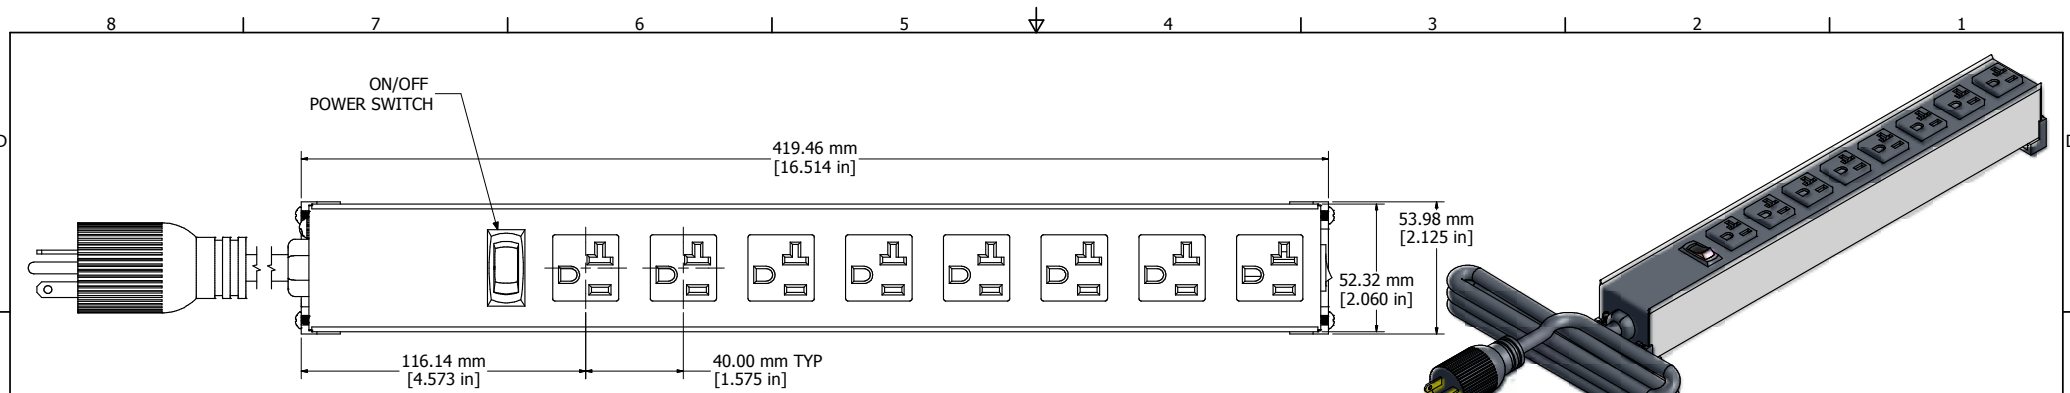 8 7 6 5 4 3 2 1
ON/OFF
POWER SWITCH
D
419.46 mm
[16.514 in]
53.98 mm
[2.125 in]
52.32 mm
[2.060 in]
116.14 mm
[4.573 in]
40.00 mm TYP
[1.575 in]